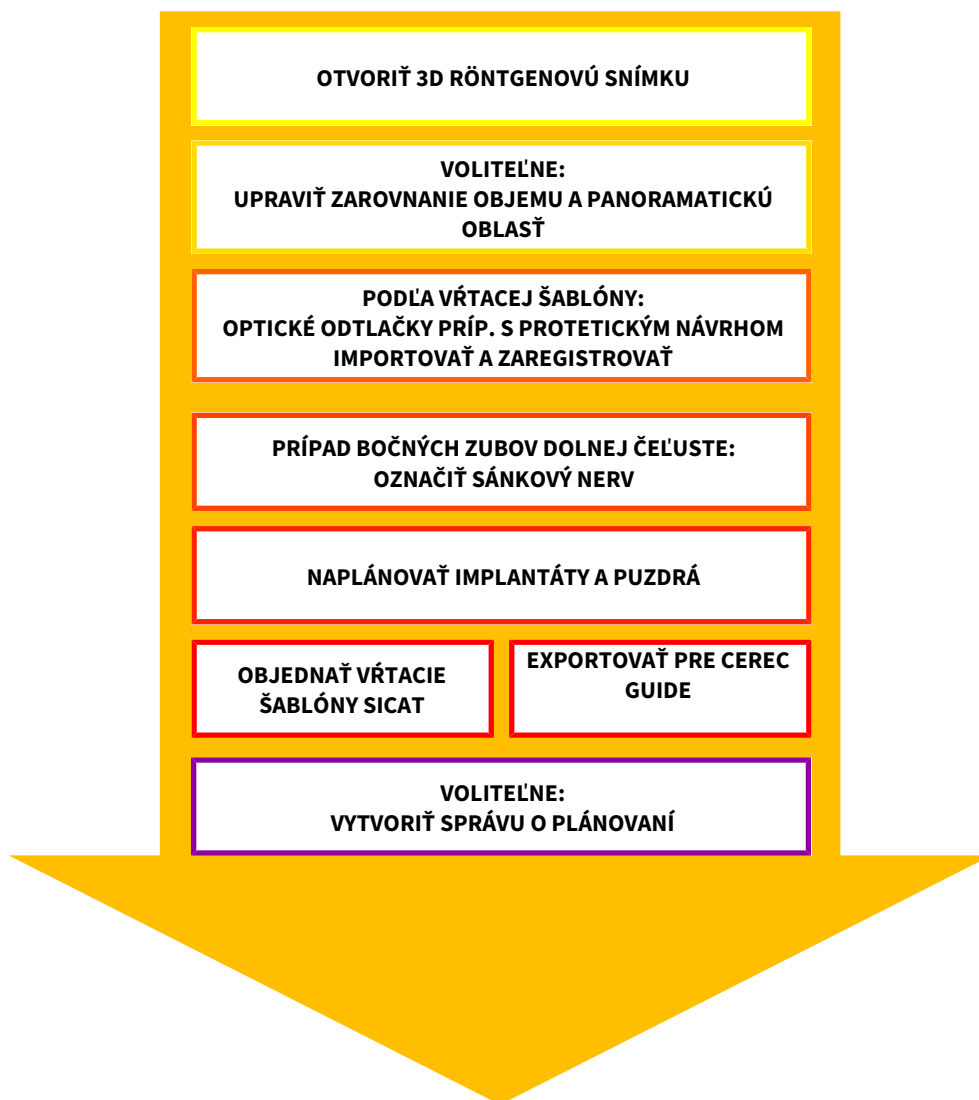 OTVORIŤ 3D RÖNTGENOVÚ SNÍMKU
VOLITEĽNE:
UPRAVIŤ ZAROVNANIE OBJEMU A PANORAMATICKÚ
OBLASŤ
PODĽA VŔTACEJ ŠABLÓNY:
OPTICKÉ ODTLAČKY PRÍP. S PROTETICKÝM NÁVRHOM
IMPORTOVAŤ A ZAREGISTROVAŤ
PRÍPAD BOČNÝCH ZUBOV DOLNEJ ČEĽUSTE:
OZNAČIŤ SÁNKOVÝ NERV
NAPLÁNOVAŤ IMPLANTÁTY A PUZDRÁ
OBJEDNAŤ VŔTACIE
ŠABLÓNY SICAT
EXPORTOVAŤ PRE CEREC
GUIDE
VOLITEĽNE:
VYTVORIŤ SPRÁVU O PLÁNOVANÍ